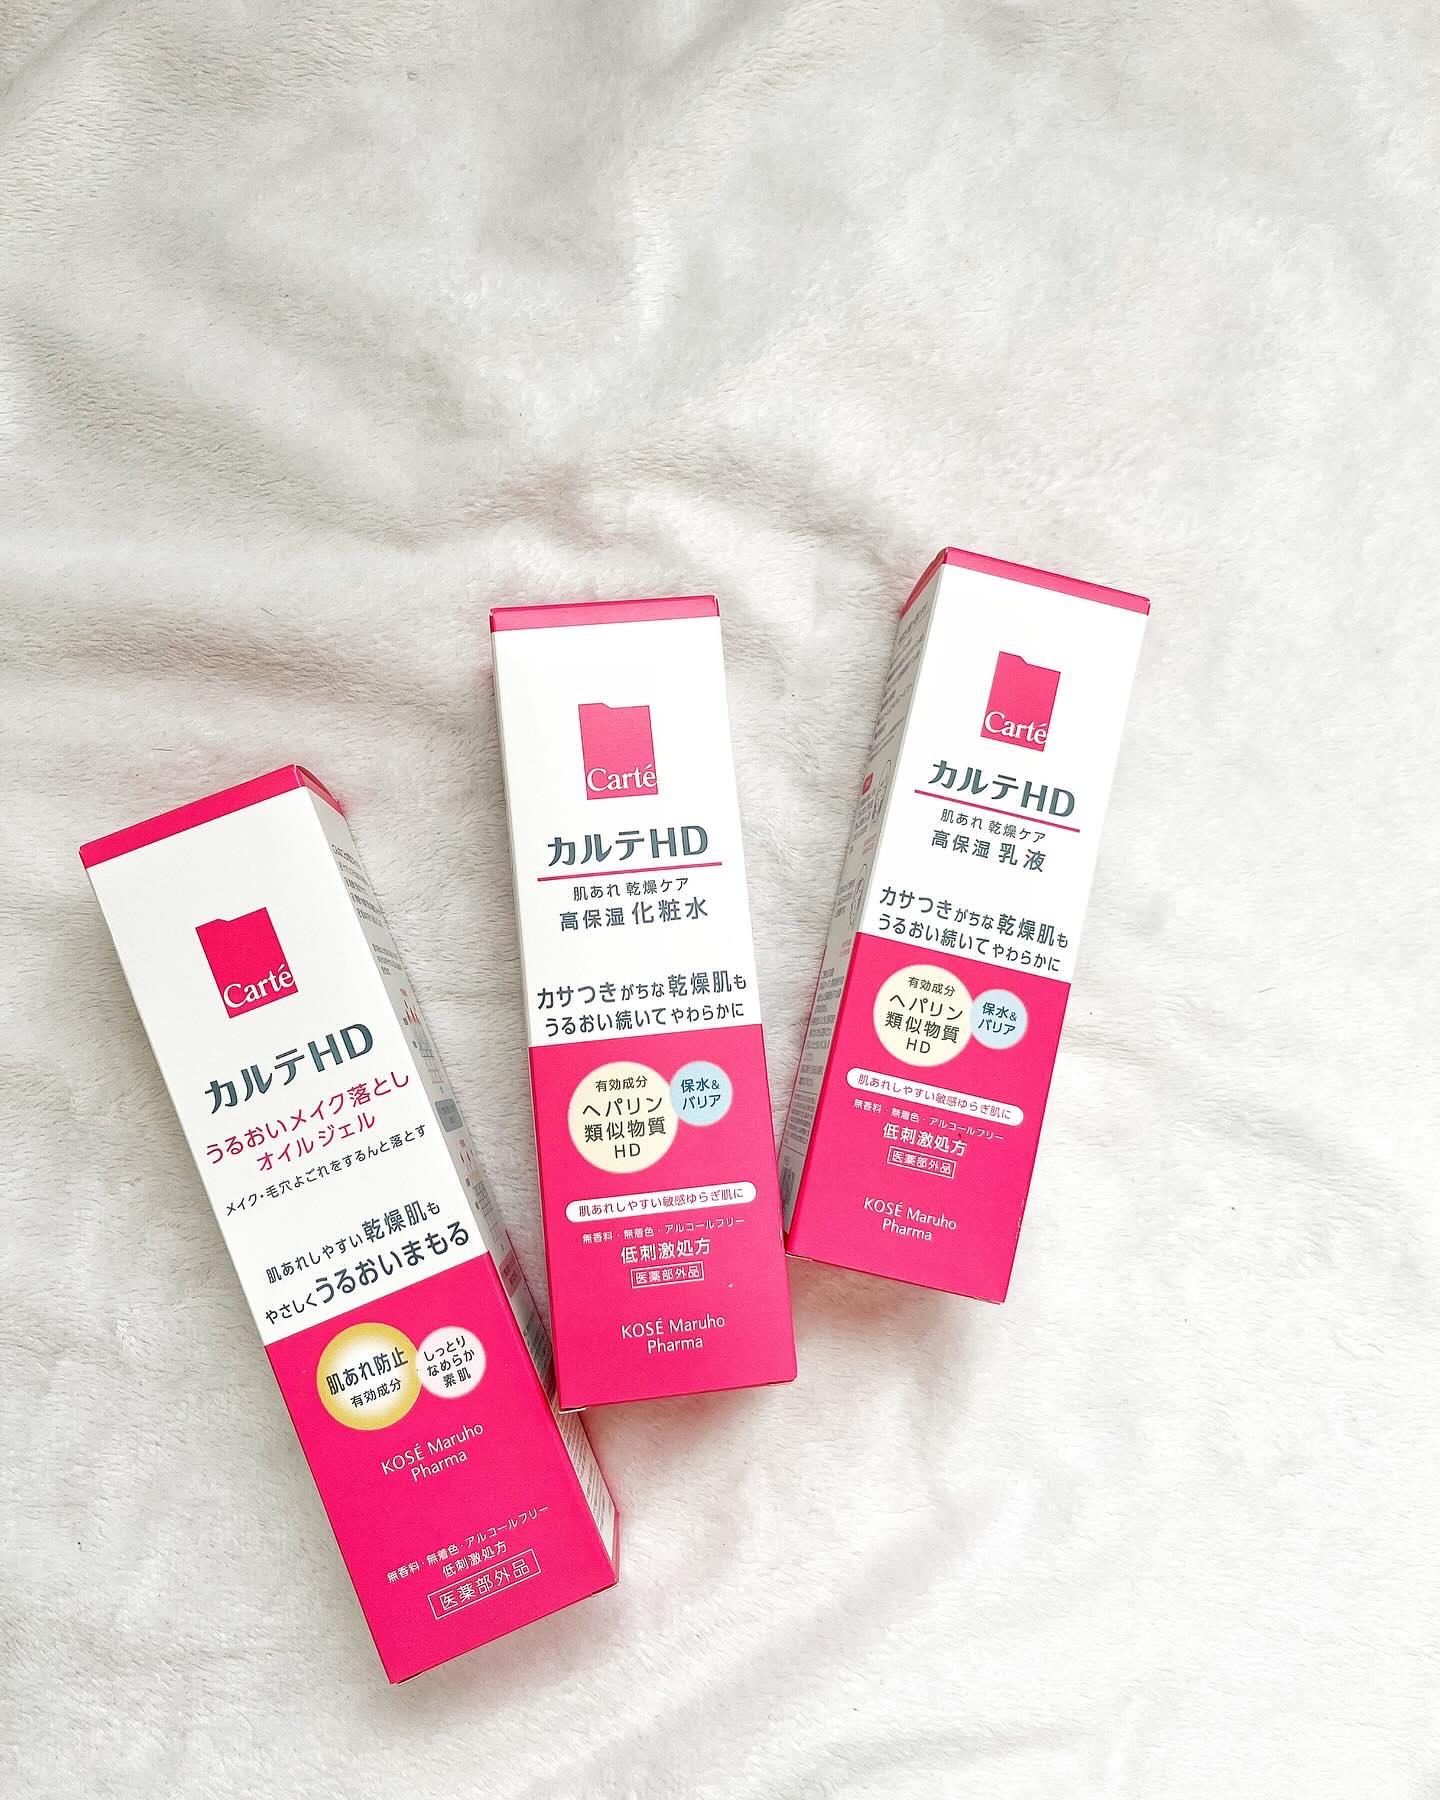 Carté
カルテHD
うるおいメイク落とし
オイルジェル
メイク・毛穴よごれをするんと落とす
肌あれしやすい乾燥肌も
やさしくうるおいまもる
肌あれ防止
有効成分
しっとり
なめらか
素肌
KOSÉ Maruho
Pharma
無香料・無着色・アルコールフリー
低刺激処方
医薬部外品
Carté
カルテHD
肌あれ 乾燥ケア
高保湿 化粧水
カサつきがちな乾燥肌も
うるおい続いてやわらかに
有効成分
ヘパリン
類似物質
HD
保水&
バリア
肌あれしやすい敏感ゆらぎ肌に
無香料・無着色・アルコールフリー
低刺激処方
医薬部外品
KOSÉ Maruho
Pharma
Carté
カルテHD
肌あれ 乾燥ケア
高保湿 乳液
カサつきがちな乾燥肌も
うるおい続いてやわらかに
有効成分
ヘパリン
類似物質
HD
保水&
バリア
肌あれしやすい敏感ゆらぎ肌に
無香料・無着色・アルコールフリー
低刺激処方
医薬部外品
KOSÉ Maruho
Pharma